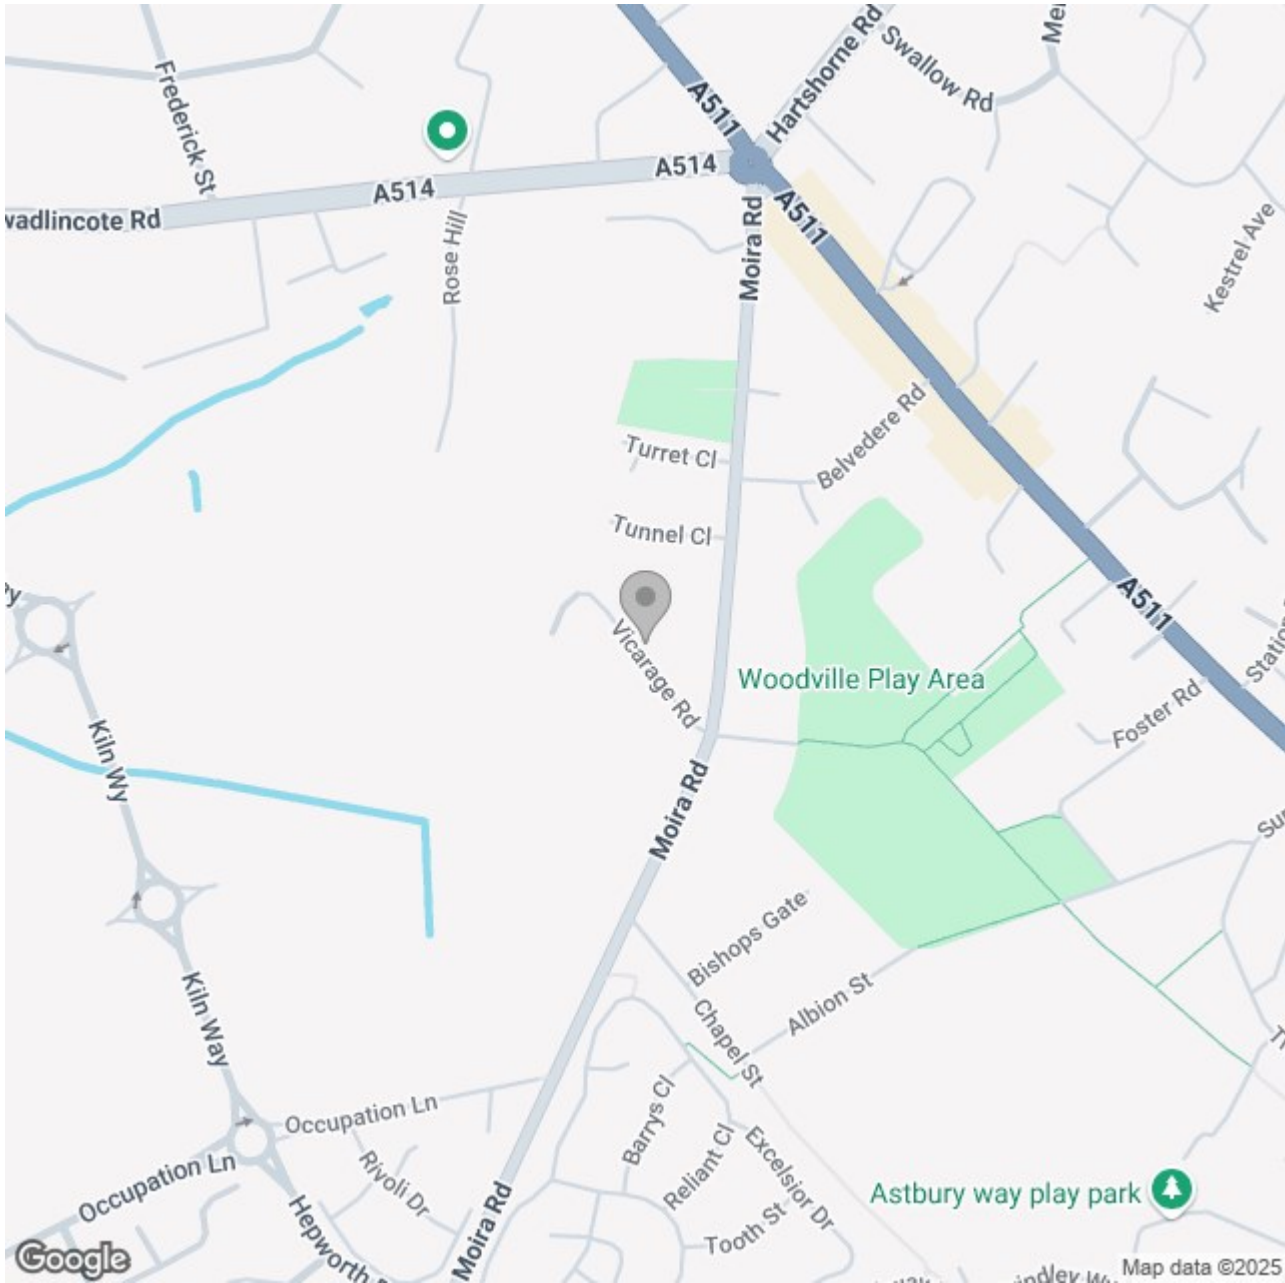 Hartshorne Rd
Swallow Rd
Frederick St
A511
A514
A514
wadlincote Rd
Rose Hill
Moira Rd
A511
Kestrel Ave
Belvedere Rd
Turret Cl
Tunnel Cl
A511
Vicarage Rd
Woodville Play Area
Station
Foster Rd
Kiln Wy
Moira Rd
Bishops Gate
Albion St
Chapel St
Kiln Way
Occupation Ln
Barrys Cl
Reliant Cl
Excelsior Dr
Rivoli Dr
Occupation Ln
Astbury way play park
Tooth St
Moira Rd
Hepworth
Google
Map data ©2025